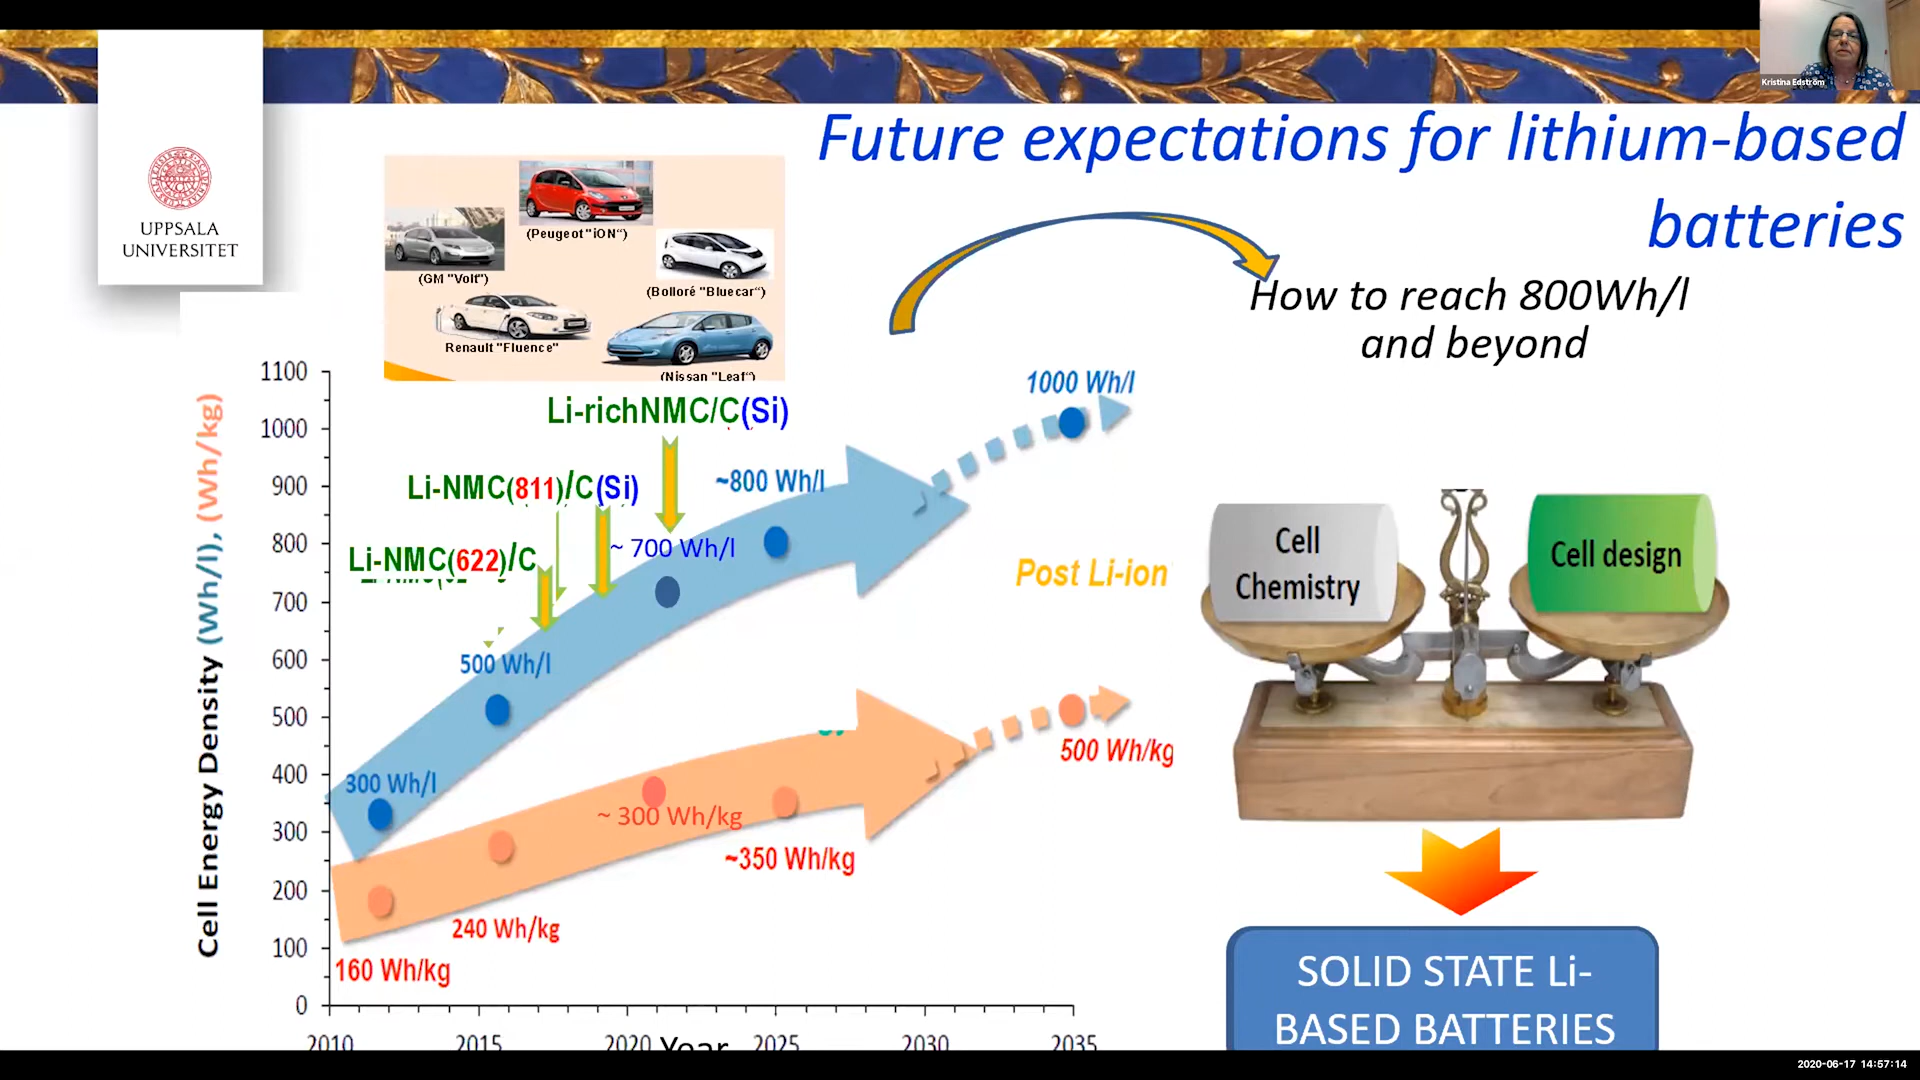 Kristina Edström
UPPSALA
UNIVERSITET
Future expectations for lithium-based
batteries
How to reach 800Wh/l
and beyond
(Peugeot "iON“)
(GM "Volt")
(Bolloré "Bluecar“)
Renault "Fluence"
(Nissan "Leaf“)
Li-richNMC/C(Si)
Li-NMC(811)/C(Si)
Li-NMC(622)/C
Cell Energy Density (Wh/l), (Wh/kg)
1100
1000
900
800
700
600
500
400
300
200
100
0
1000 Wh/l
~800 Wh/l
~ 700 Wh/l
500 Wh/l
300 Wh/l
Post Li-ion
500 Wh/kg
~ 300 Wh/kg
~350 Wh/kg
240 Wh/kg
160 Wh/kg
2010 2015 2020 Year 2025 2030 2035
Cell
Chemistry
Cell design
SOLID STATE Li-
BASED BATTERIES
2020-06-17 14:57:14